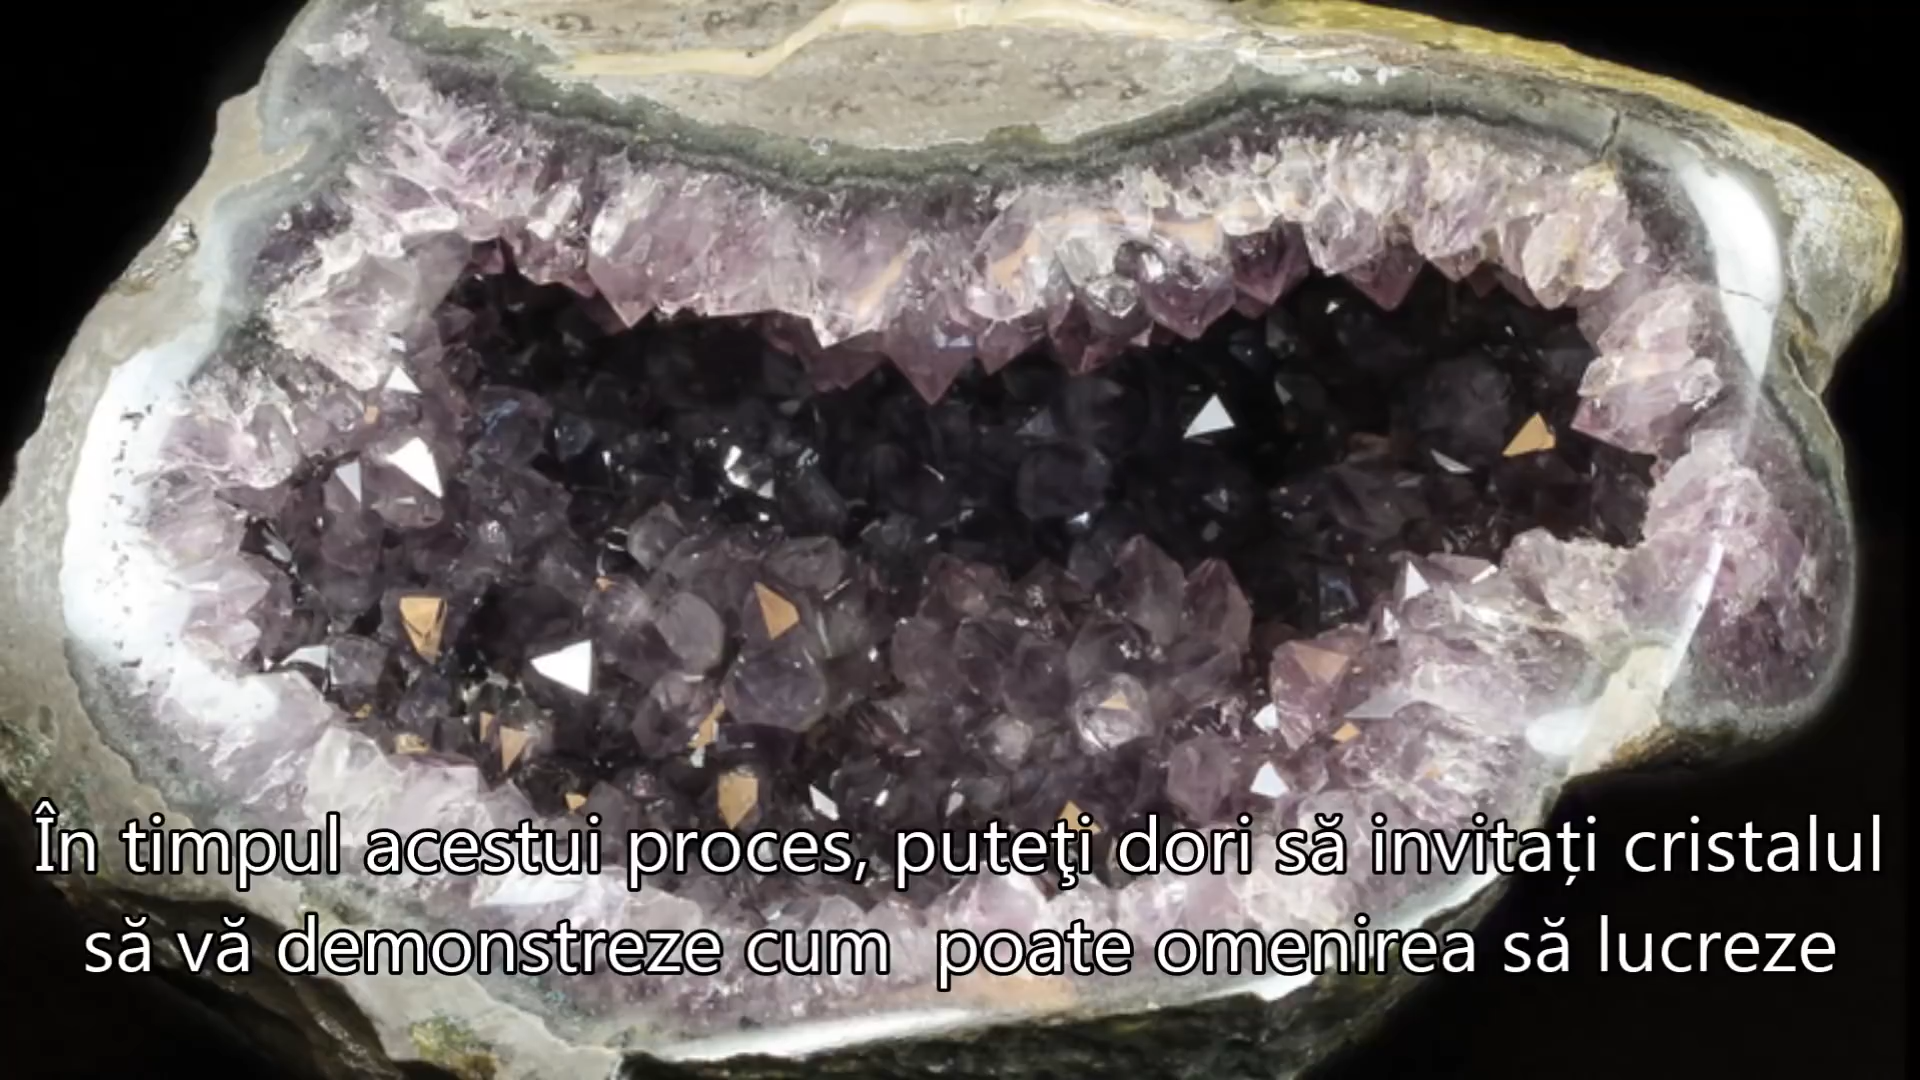 În timpul acestui proces, puteţi dori să invitați cristalul
să vă demonstreze cum  poate omenirea să lucreze